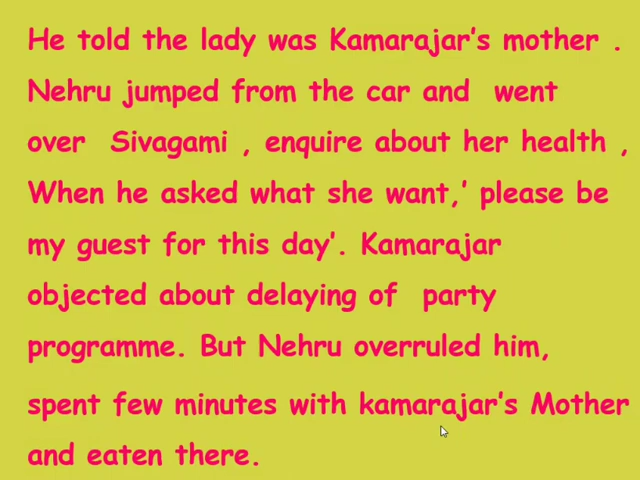 He told the lady was Kamarajar’s mother .
Nehru jumped from the car and went
over Sivagami , enquire about her health ,
When he asked what she want,’ please be
my guest for this day’. Kamarajar
objected about delaying of party
programme. But Nehru overruled him,
spent few minutes with kamarajar’s Mother
and eaten there.